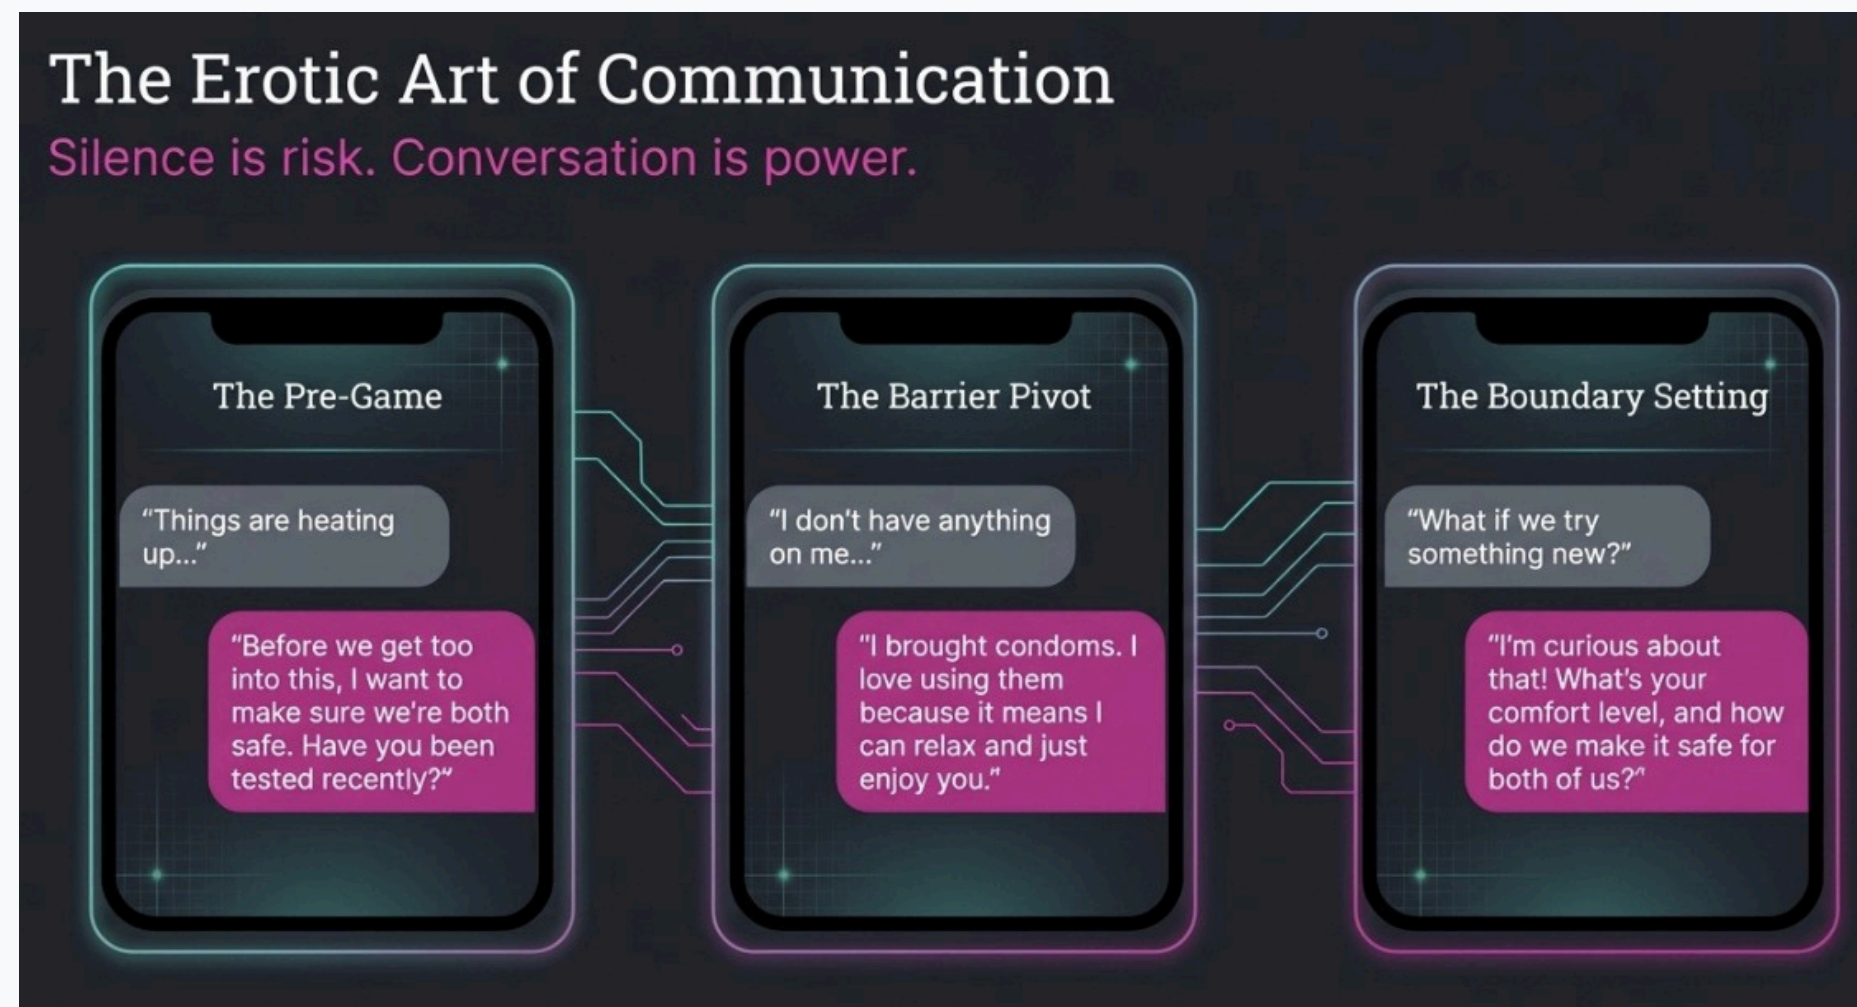 The Erotic Art of Communication
Silence is risk. Conversation is power.
The Pre-Game
“Things are heating
up...”
“Before we get too
into this, I want to
make sure we're both
safe. Have you been
tested recently?”
The Barrier Pivot
“I don't have anything
on me...”
“I brought condoms. I
love using them
because it means I
can relax and just
enjoy you.”
The Boundary Setting
“What if we try
something new?”
“I'm curious about
that! What's your
comfort level, and how
do we make it safe for
both of us?”